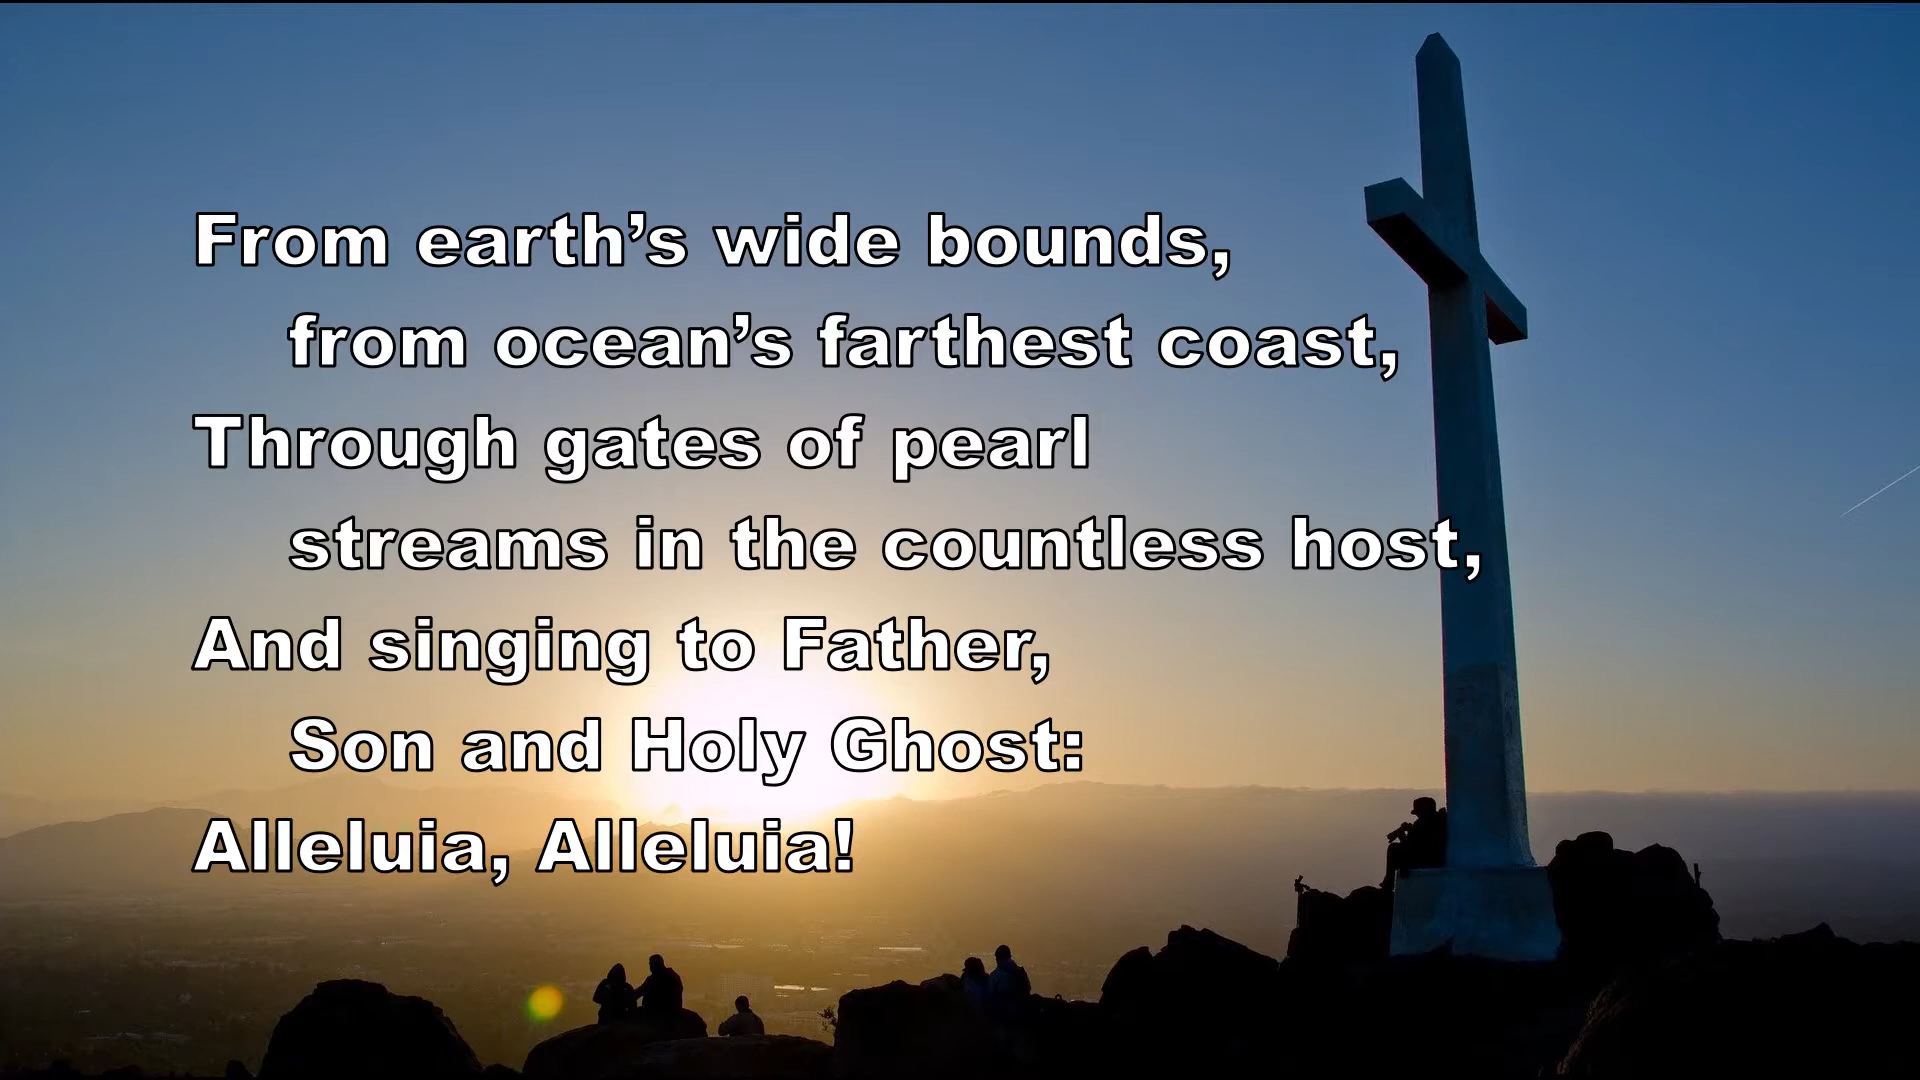 From earth’s wide bounds,
from ocean’s farthest coast,
Through gates of pearl
streams in the countless host,
And singing to Father,
Son and Holy Ghost:
Alleluia, Alleluia!